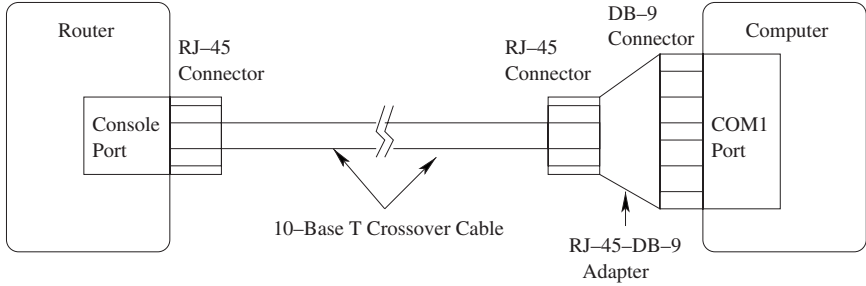 Router
RJ–45
Connector
Console
Port
10–Base T Crossover Cable
RJ–45
Connector
DB–9
Connector
Computer
COM1
Port
RJ–45–DB–9
Adapter